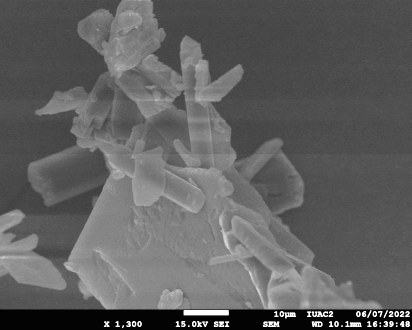 10µm IUAC2 06/07/2022
X 1,300 15.0kV SEI SEM WD 10.1mm 16:39:48